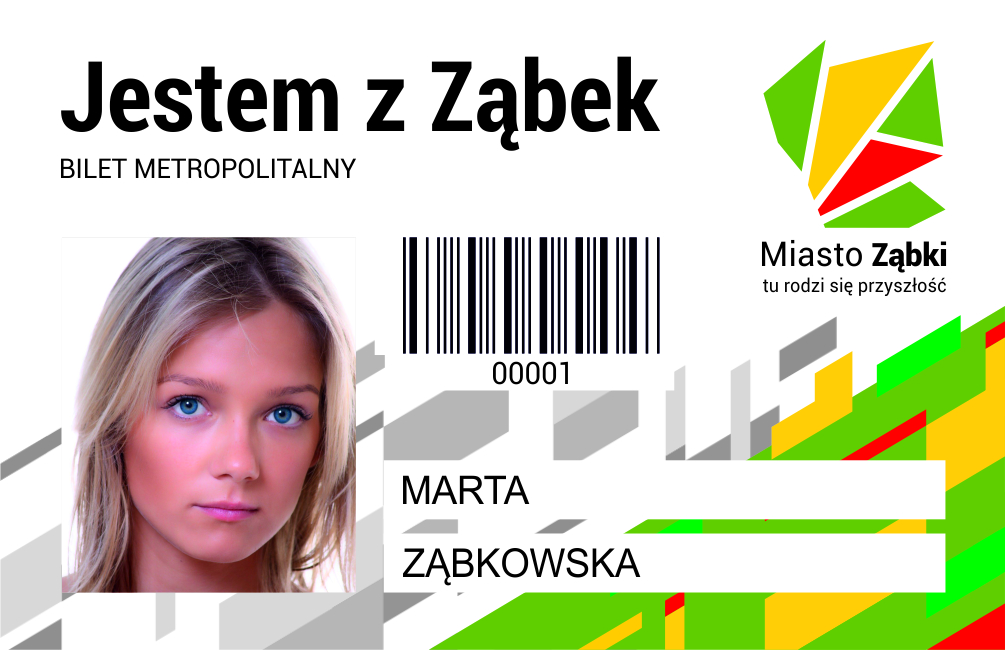 Jestem z Ząbek
BILET METROPOLITALNY
Miasto Ząbki
tu rodzi się przyszłość
00001
MARTA
ZĄBKOWSKA